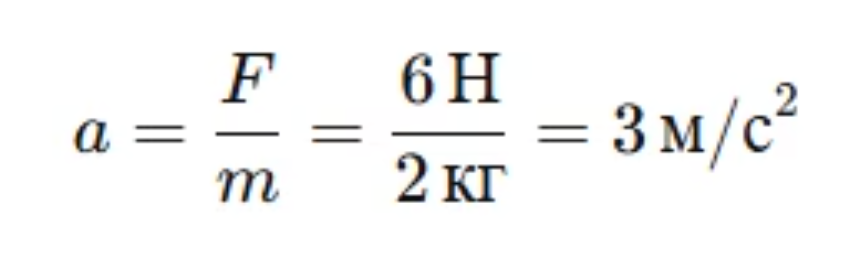 a = F/m = 6 Н/2 кг = 3 м/с²